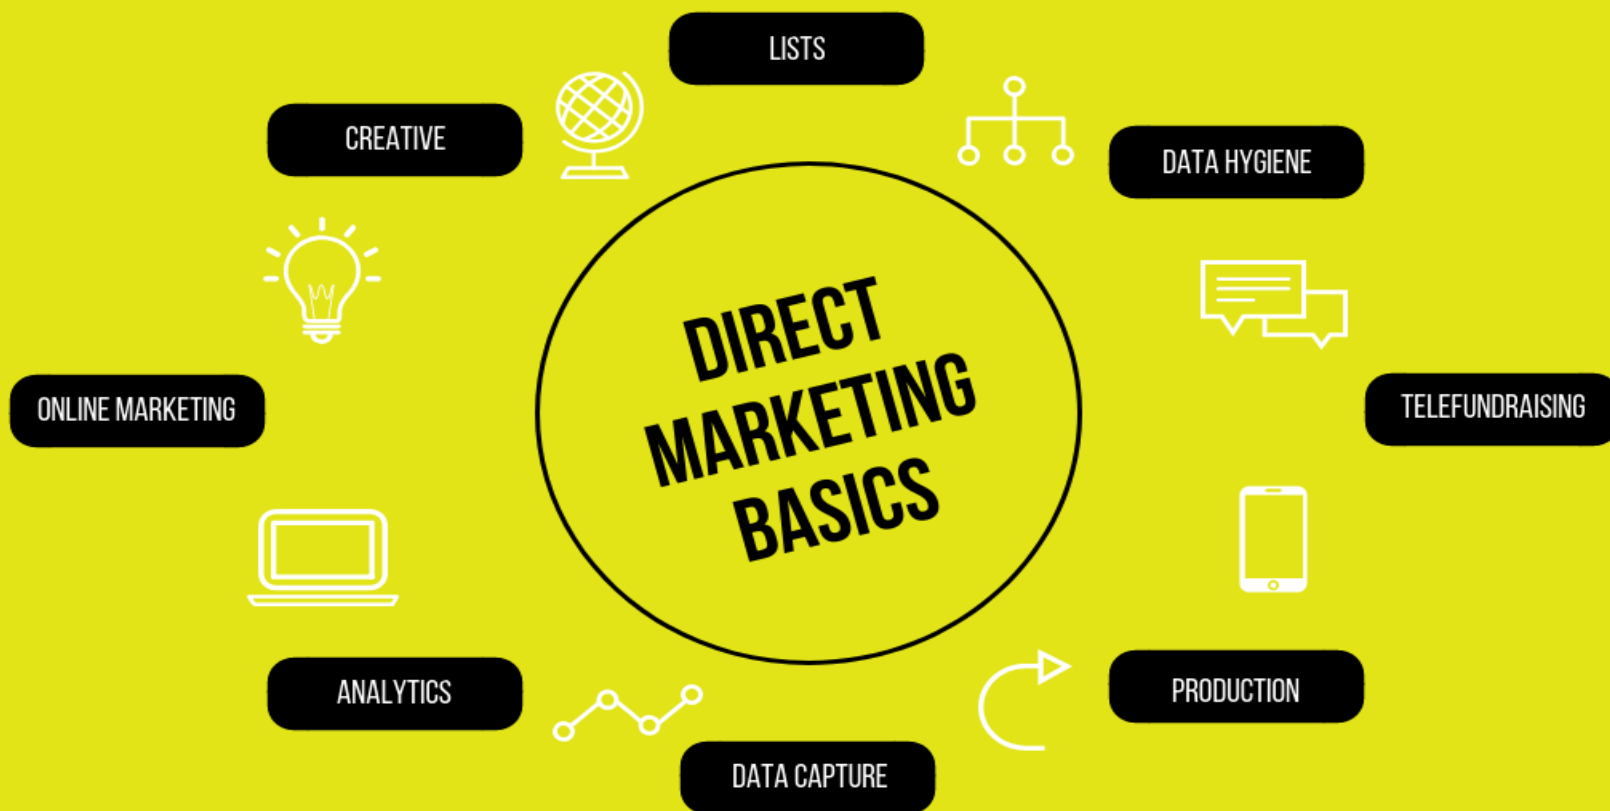 LISTS
CREATIVE
DATA HYGIENE
DIRECT
MARKETING
BASICS
ONLINE MARKETING
TELEFUNDRAISING
ANALYTICS
PRODUCTION
DATA CAPTURE